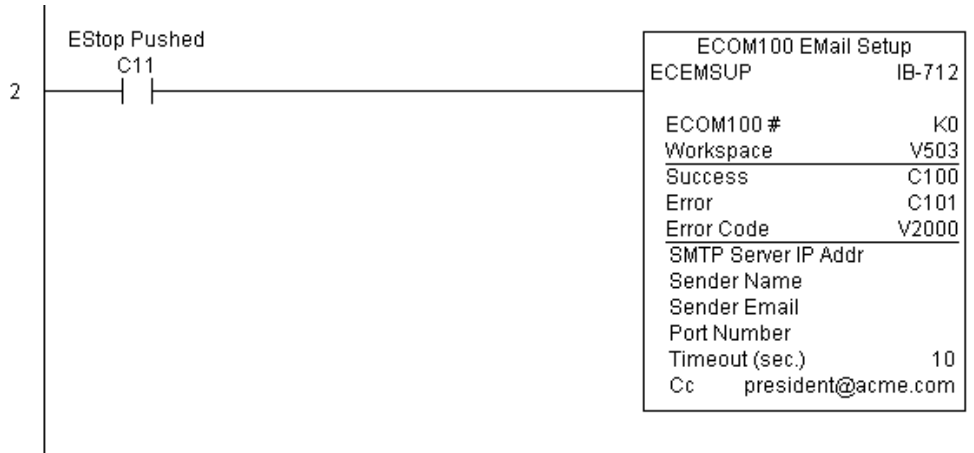 EStop Pushed
C11
2
ECOM100 EMail Setup
ECEMSUP IB-712
ECOM100 # K0
Workspace V503
Success C100
Error C101
Error Code V2000
SMTP Server IP Addr
Sender Name
Sender Email
Port Number
Timeout (sec.) 10
Cc president@acme.com